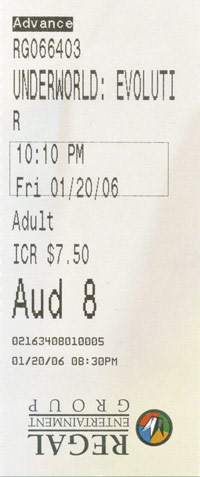 Advance
RG066403
UNDERWORLD: EVOLUTI
R
10:10 PM
Fri 01/20/06
Adult
ICR $7.50
Aud 8
02163408010005
01/20/06 08:30PM
REGAL
ENTERTAINMENT
GROUP